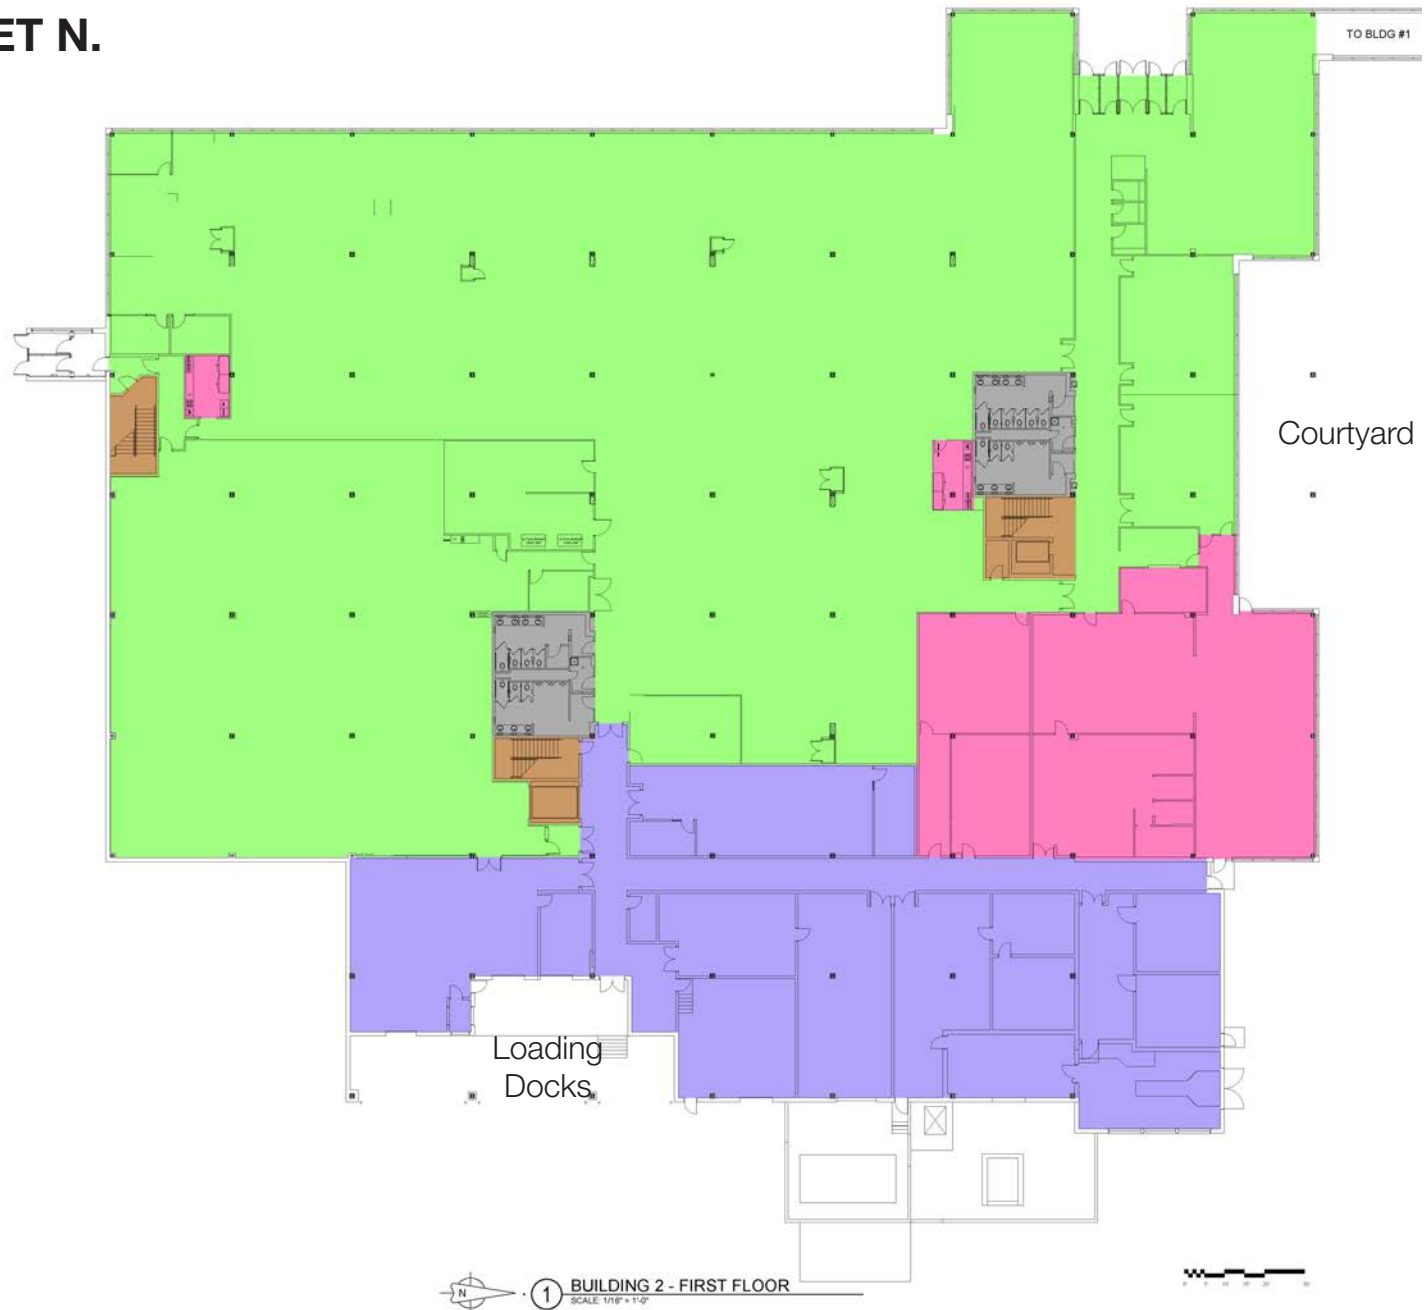 ET N.
TO BLDG #1
Courtyard
Loading
Docks
N
1
BUILDING 2 - FIRST FLOOR
SCALE: 1/16" = 1'-0"